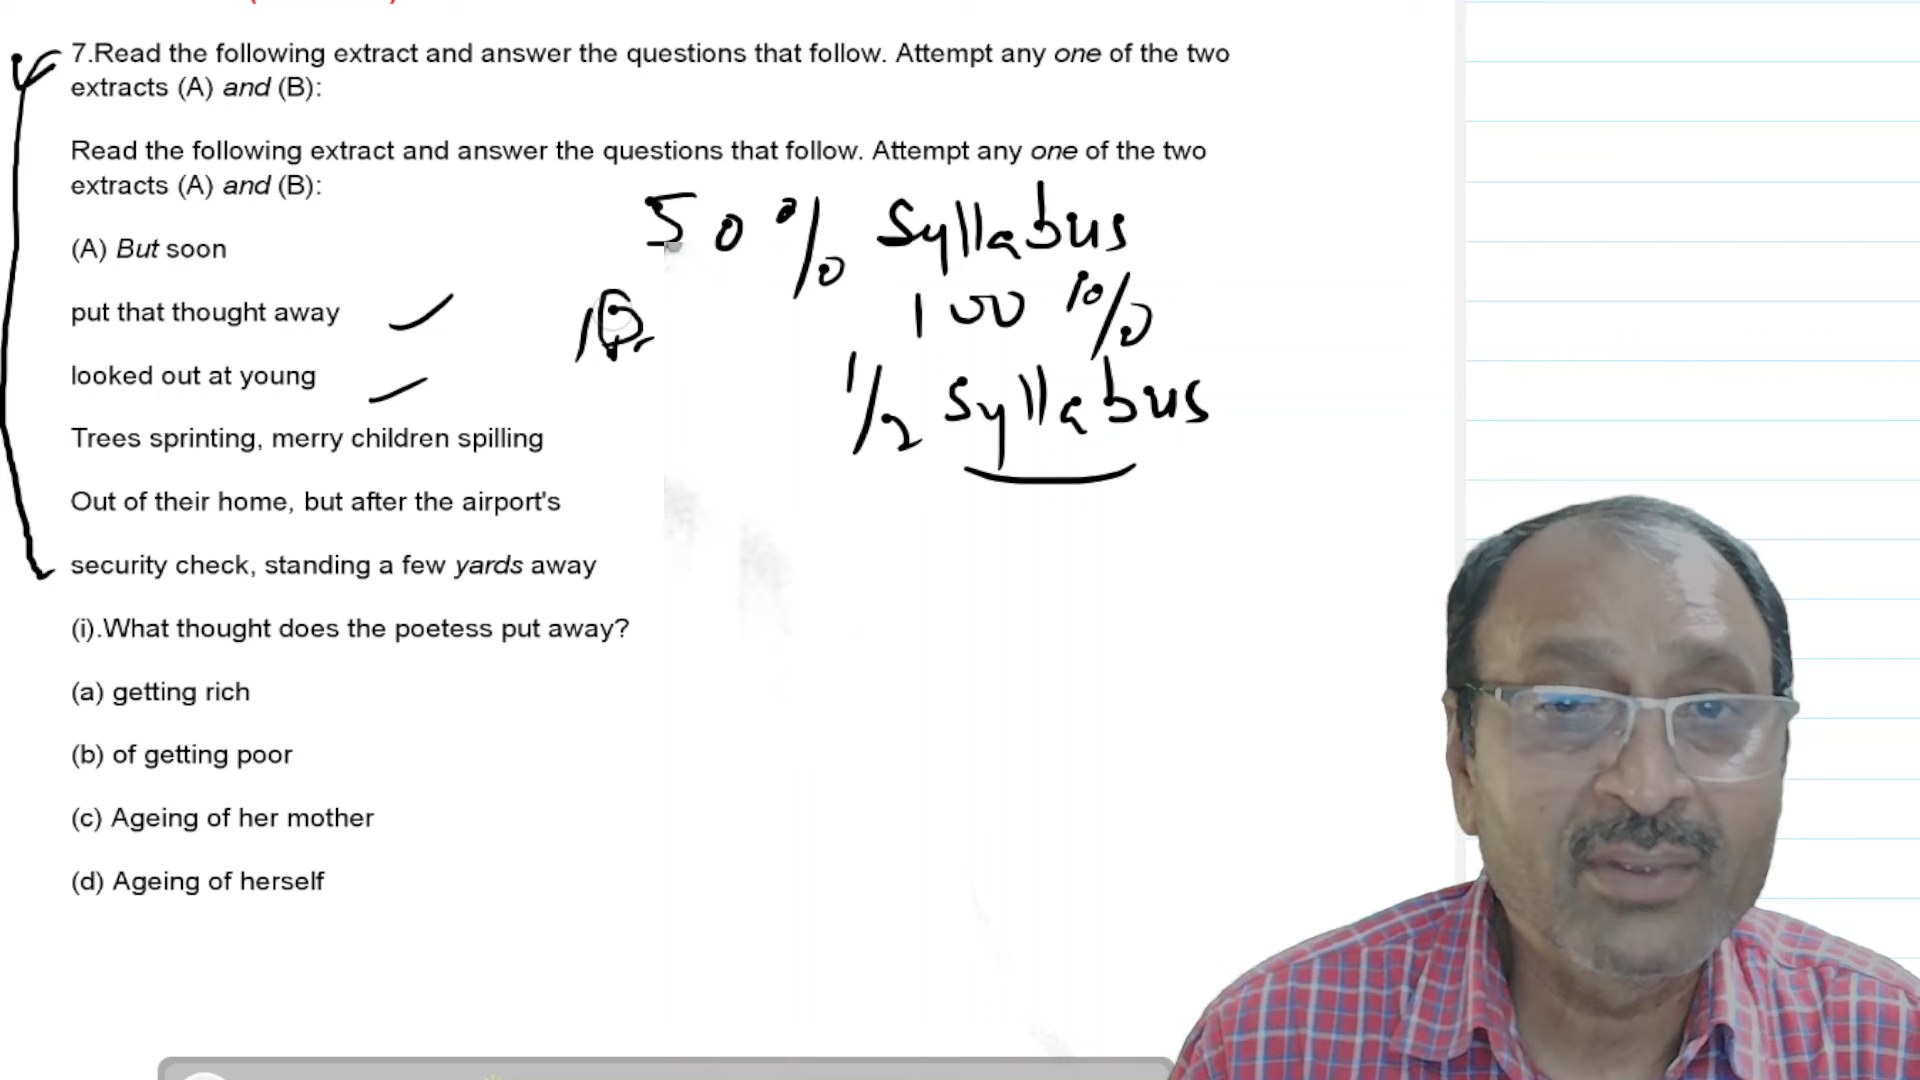 7.Read the following extract and answer the questions that follow. Attempt any one of the two
extracts (A) and (B):
Read the following extract and answer the questions that follow. Attempt any one of the two
extracts (A) and (B):
50% Syllabus
(A) But soon
100%
put that thought away
looked out at young
1/2 Syllabus
Trees sprinting, merry children spilling
Out of their home, but after the airport's
security check, standing a few yards away
(i).What thought does the poetess put away?
(a) getting rich
(b) of getting poor
(c) Ageing of her mother
(d) Ageing of herself